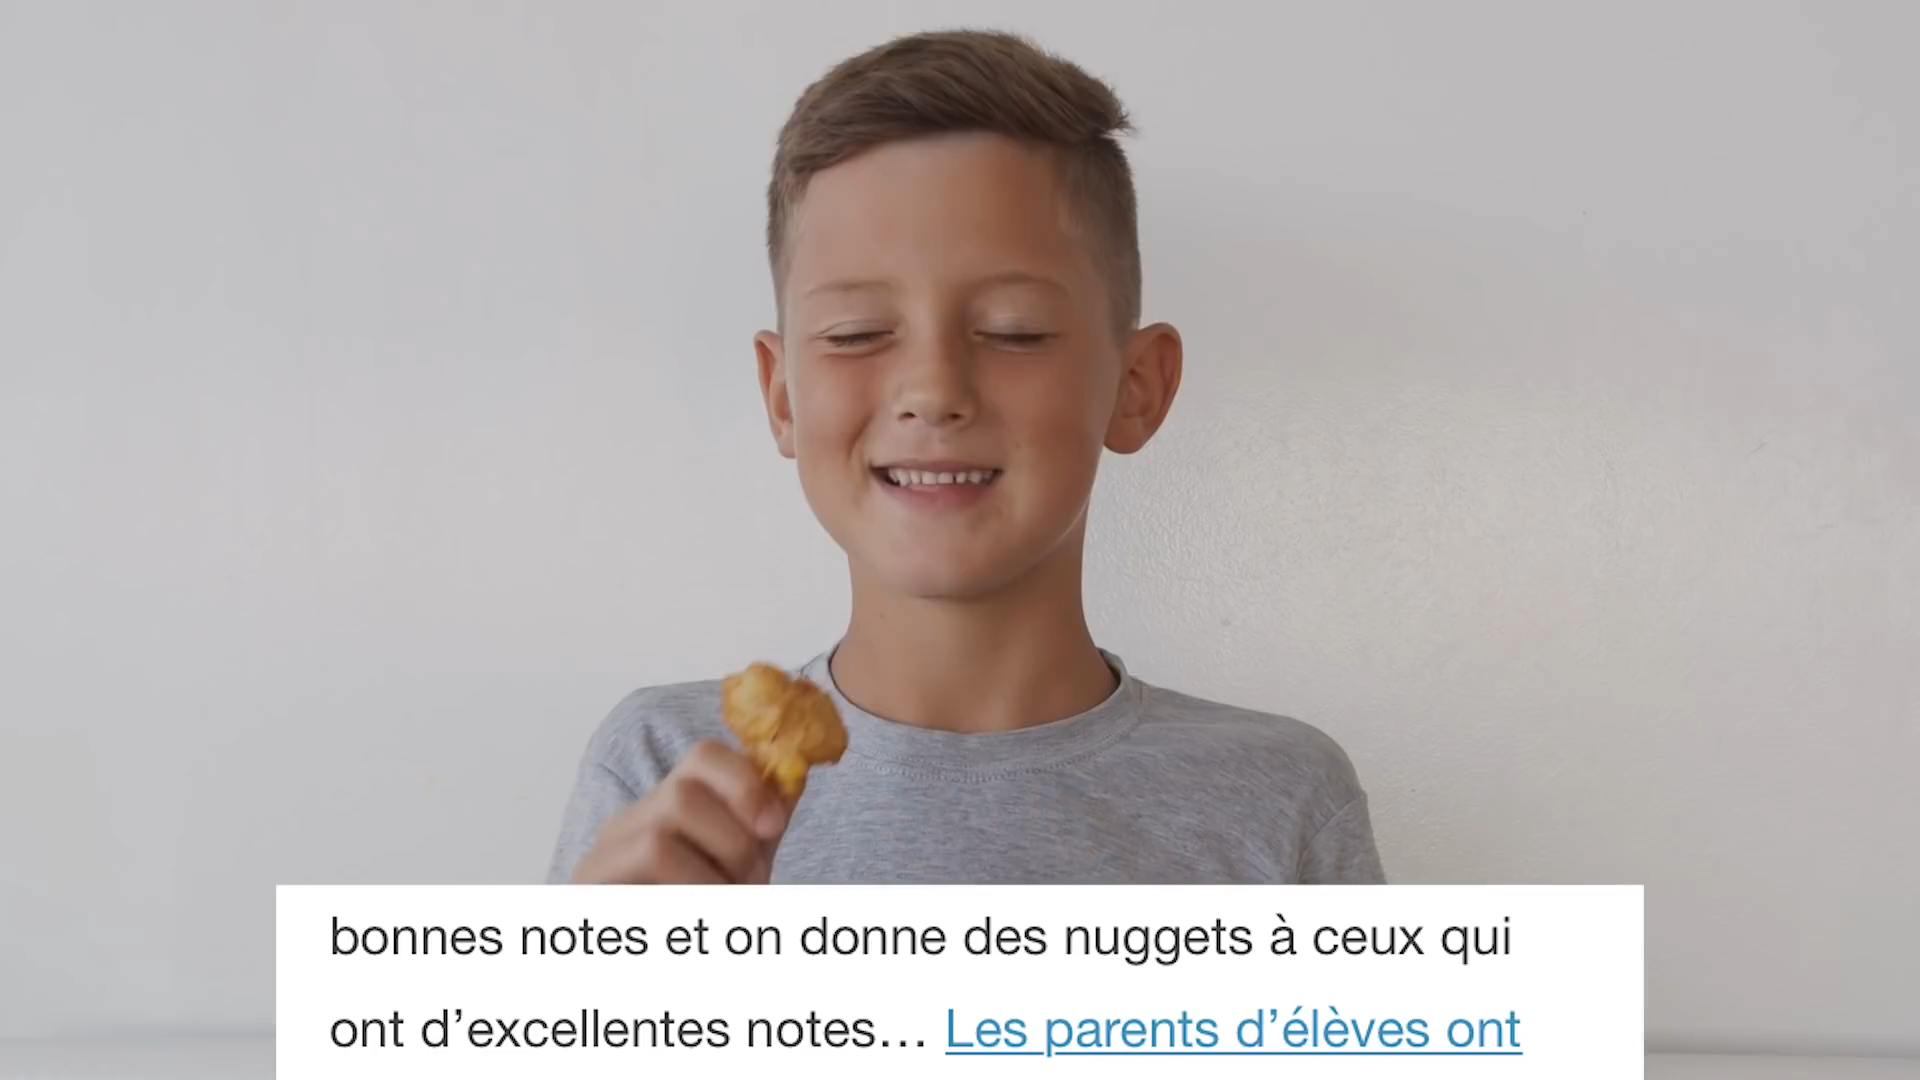 bonnes notes et on donne des nuggets à ceux qui
ont d’excellentes notes… Les parents d’élèves ont